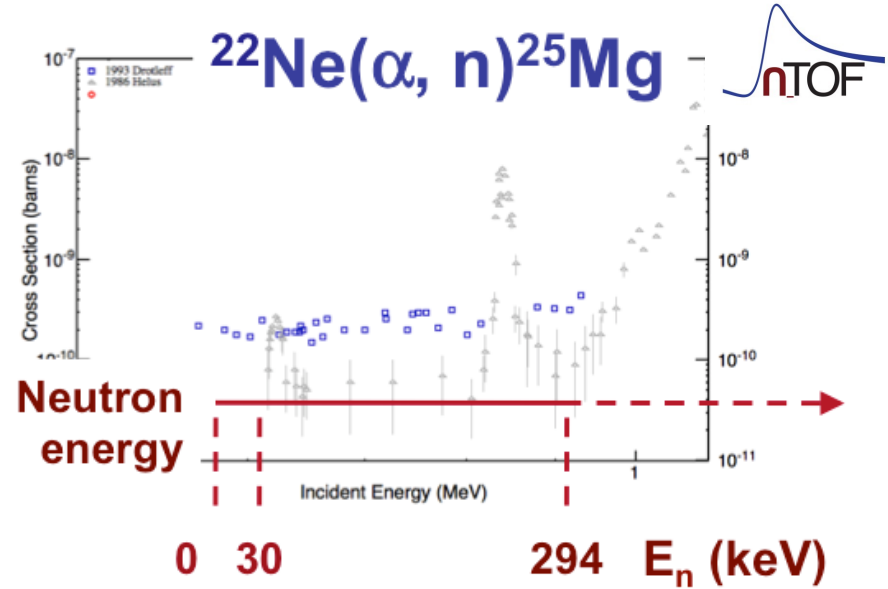 ²²Ne(α, n)²⁵Mg
n_TOF
10⁻⁷
1993 Drotleff
1986 Helus
10⁻⁸
10⁻⁸
Cross Section (barns)
10⁻⁹
10⁻⁹
10⁻¹⁰
10⁻¹⁰
Neutron
energy
10⁻¹¹
1
Incident Energy (MeV)
0 30 294 Eₙ (keV)